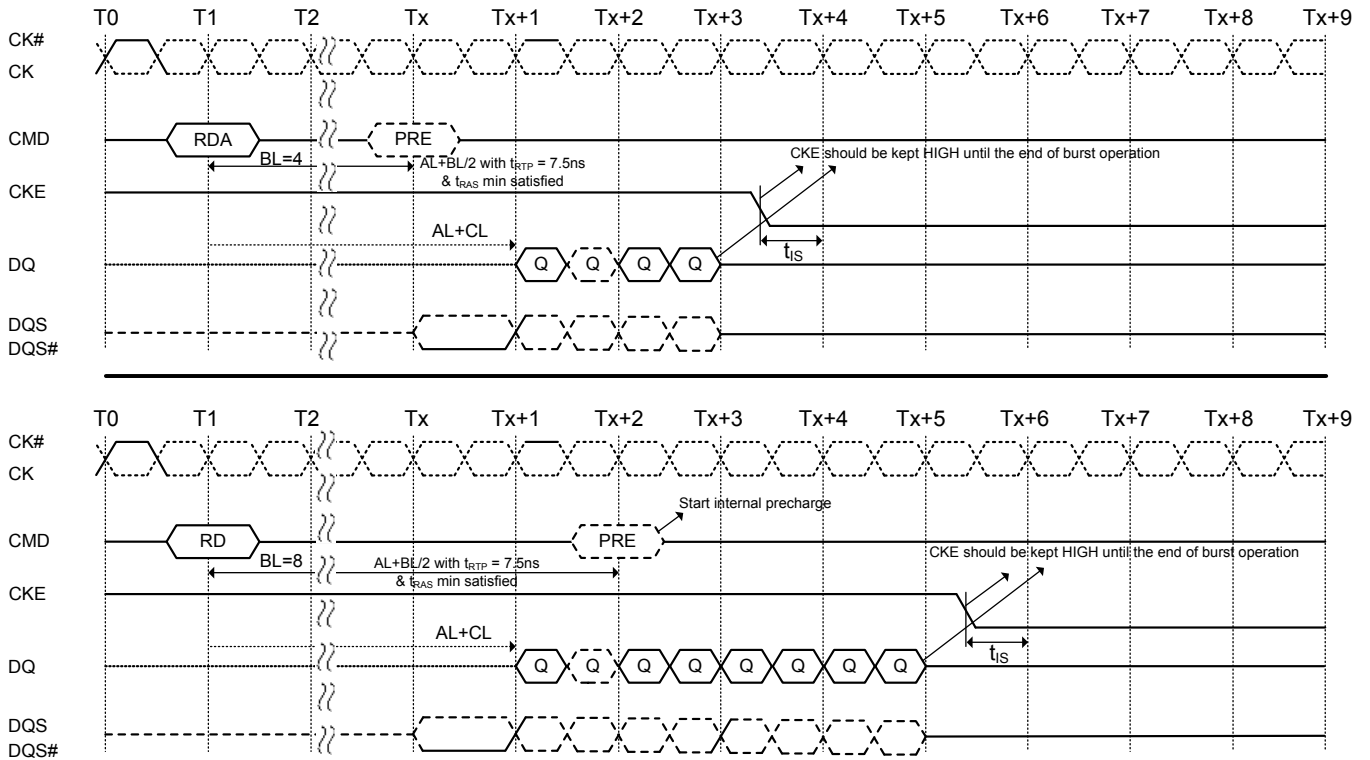 T0 T1 T2 Tx Tx+1 Tx+2 Tx+3 Tx+4 Tx+5 Tx+6 Tx+7 Tx+8 Tx+9
CK#
CK
CMD RDA PRE
BL=4 AL+BL/2 with tRTP = 7.5ns
& tRAS min satisfied
CKE should be kept HIGH until the end of burst operation
CKE
AL+CL
tIS
DQ Q Q Q Q
DQS
DQS#
T0 T1 T2 Tx Tx+1 Tx+2 Tx+3 Tx+4 Tx+5 Tx+6 Tx+7 Tx+8 Tx+9
CK#
CK
Start internal precharge
CMD RD PRE
CKE should be kept HIGH until the end of burst operation
BL=8 AL+BL/2 with tRTP = 7.5ns
& tRAS min satisfied
CKE
AL+CL
tIS
DQ Q Q Q Q Q Q Q Q
DQS
DQS#